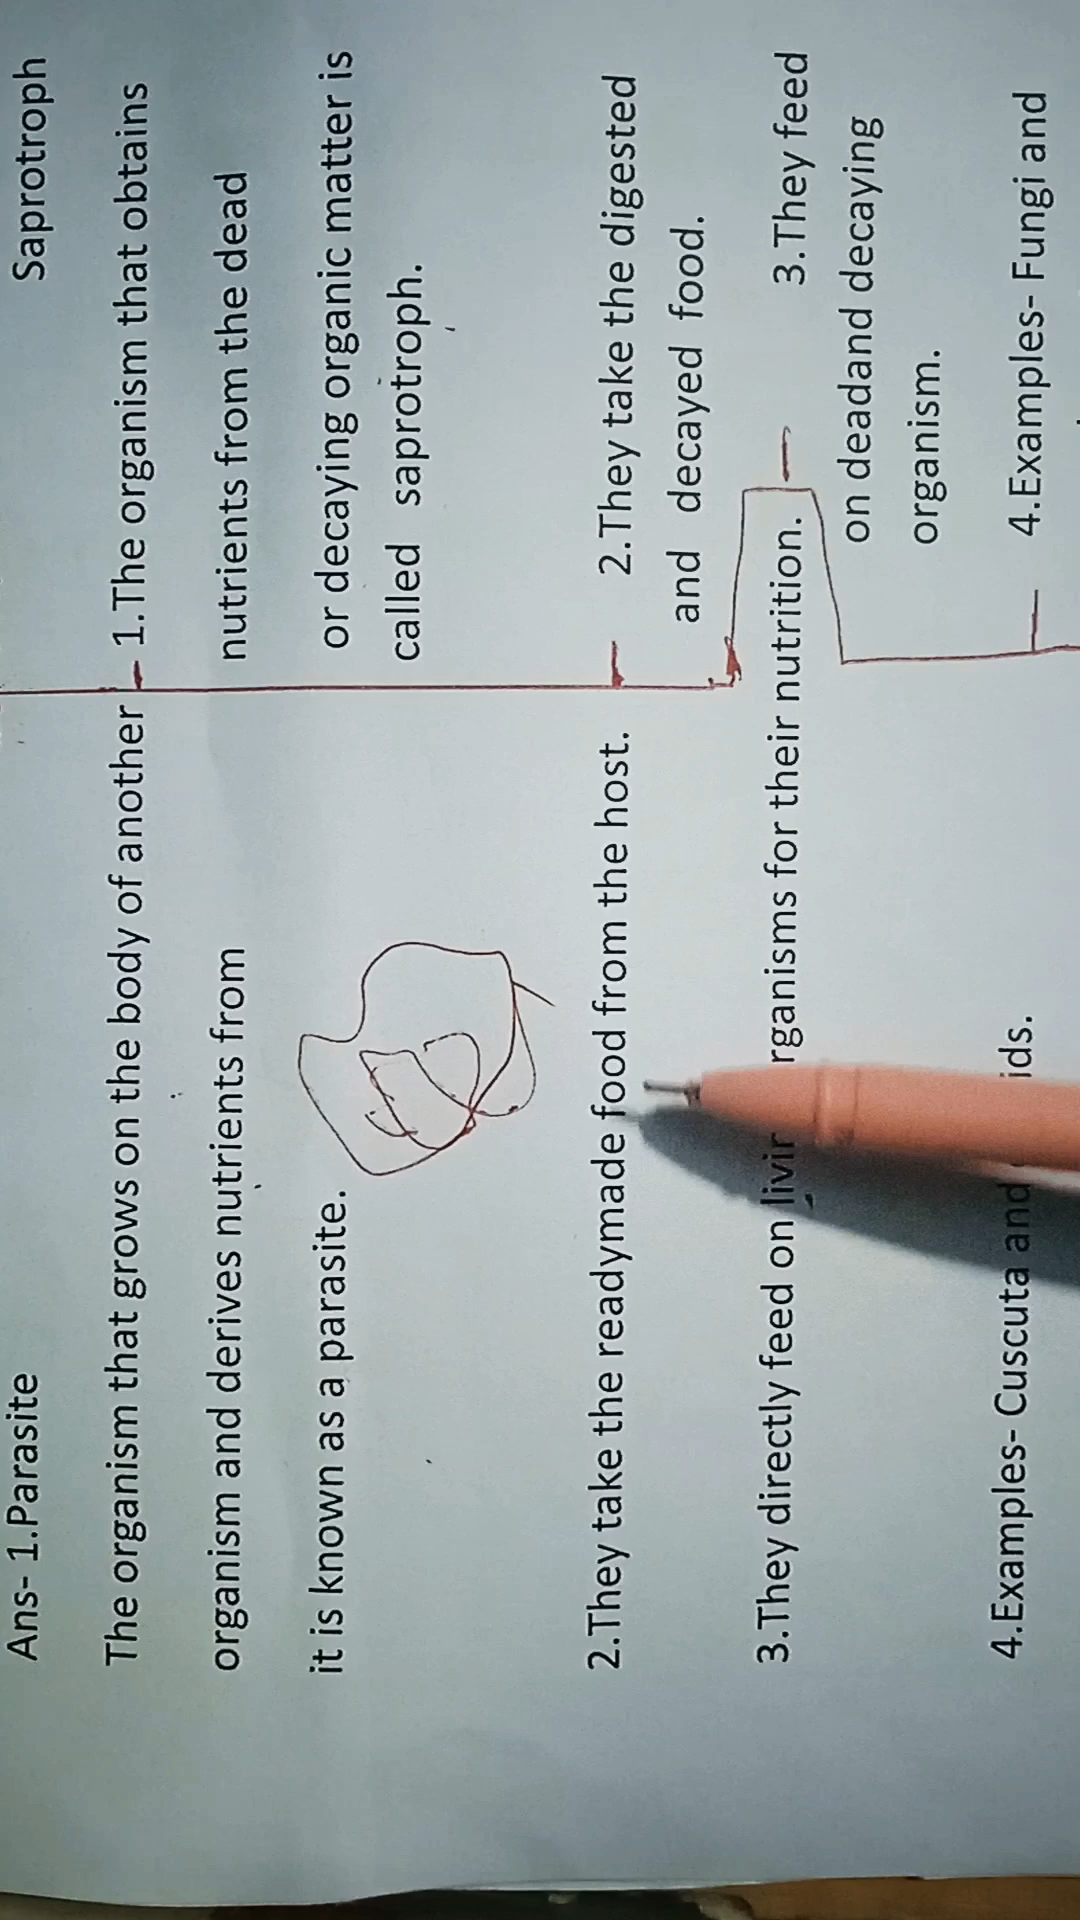 Ans- 1.Parasite Saprotroph
The organism that grows on the body of another 1.The organism that obtains
organism and derives nutrients from nutrients from the dead
it is known as a parasite. or decaying organic matter is
called saprotroph.
2.They take the readymade food from the host. 2.They take the digested
and decayed food.
3.They directly feed on rganisms for their nutrition. 3.They feed
on deadand decaying
organism.
4.Examples- Cuscuta and ids. 4.Examples- Fungi and